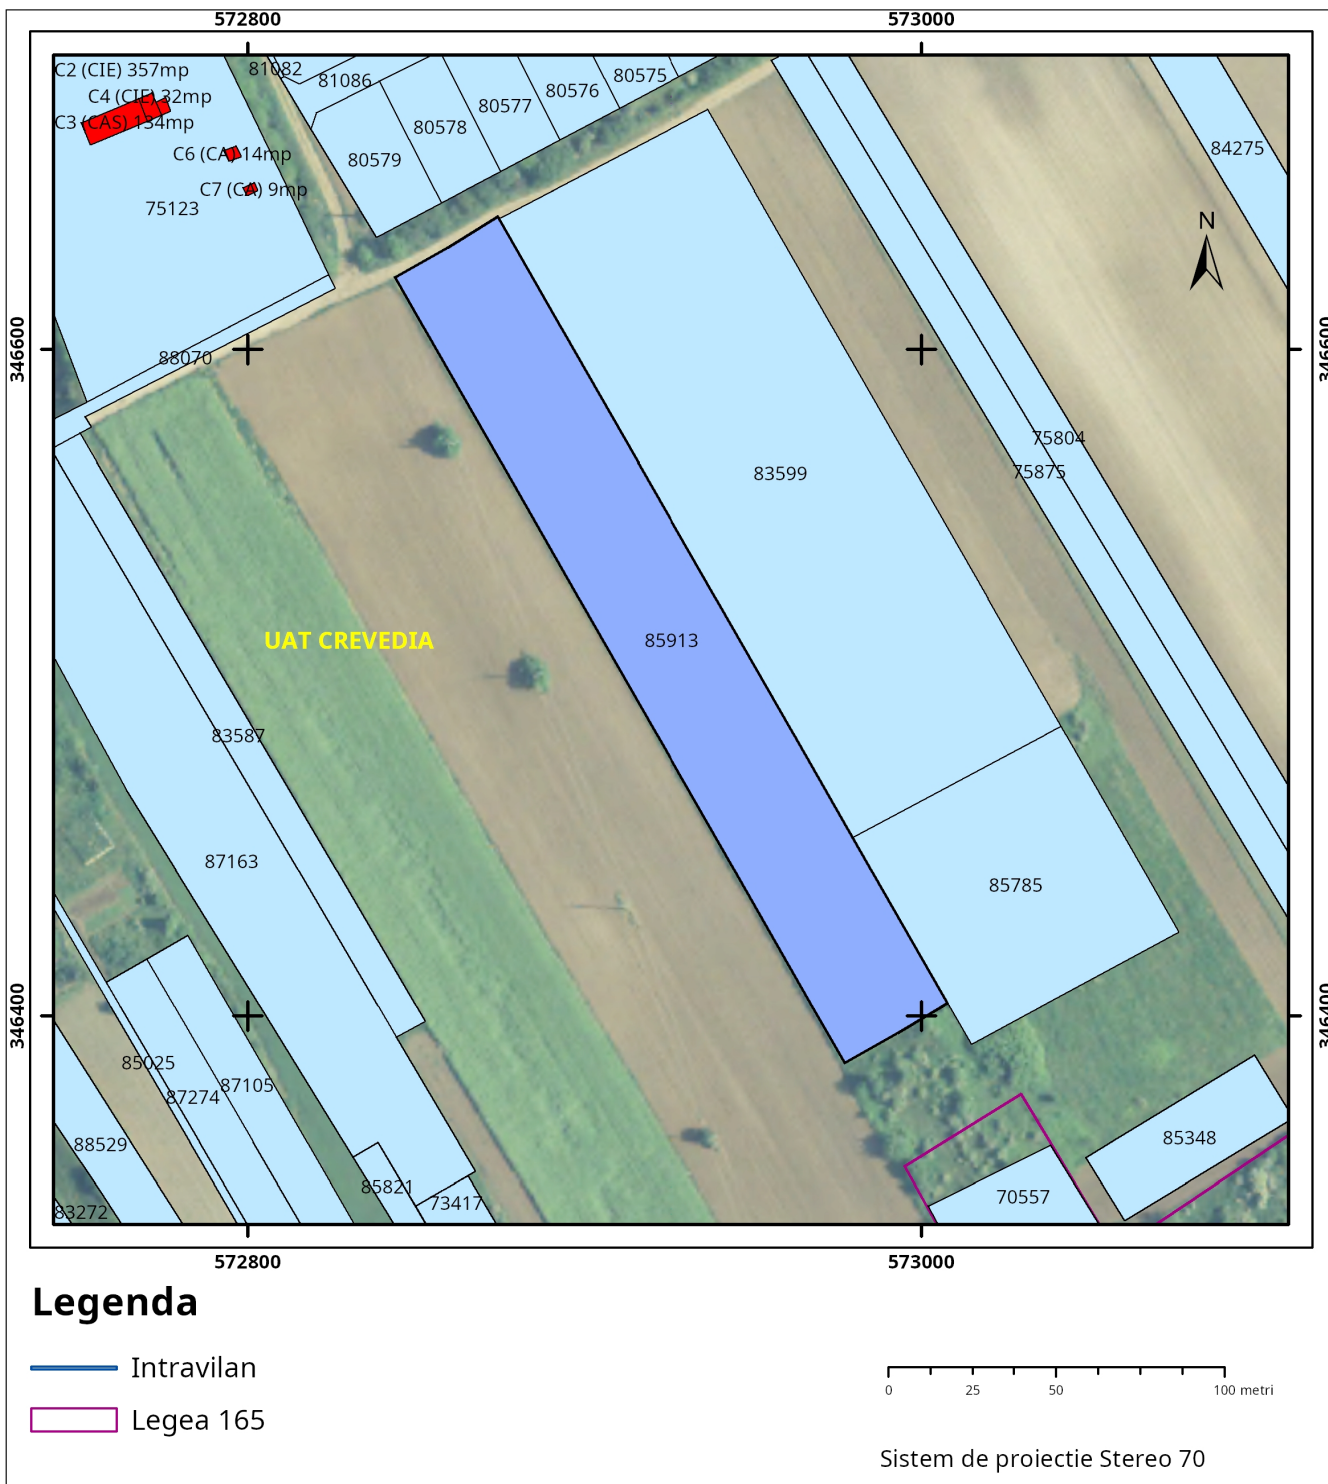 572800
573000
C2 (CIE) 357mp
81082
81086
80575
80576
C4 (CIE) 32mp
80577
C3 (CAS) 134mp
80578
84275
C6 (CA) 14mp
80579
C7 (CA) 9mp
75123
N
346600
346600
88070
75804
75875
83599
UAT CREVEDIA
85913
83587
87163
85785
346400
346400
85025
87105
87274
88529
85348
85821
70557
73417
83272
572800
573000
Legenda
Intravilan
Legea 165
0 25 50 100 metri
Sistem de proiectie Stereo 70